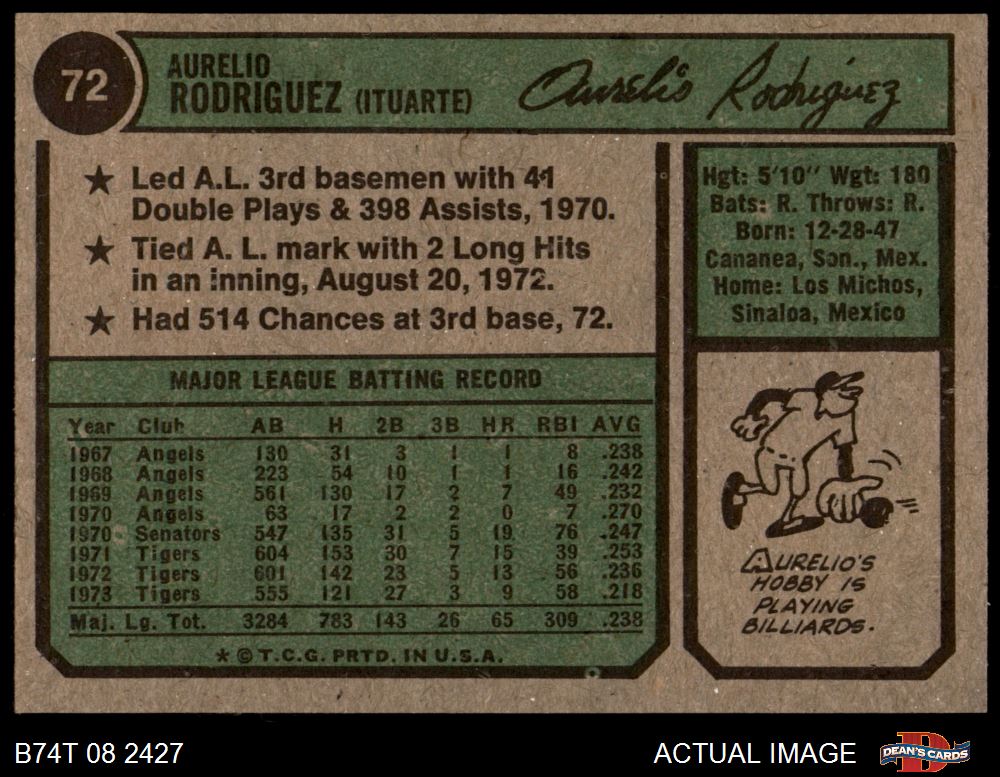 72
AURELIO
RODRIGUEZ (ITUARTE)
Aurelio Rodriguez
★ Led A.L. 3rd basemen with 41
Double Plays & 398 Assists, 1970.
★ Tied A. L. mark with 2 Long Hits
in an inning, August 20, 1972.
★ Had 514 Chances at 3rd base, 72.
Hgt: 5'10" Wgt: 180
Bats: R. Throws: R.
Born: 12-28-47
Cananea, Son., Mex.
Home: Los Michos,
Sinaloa, Mexico
MAJOR LEAGUE BATTING RECORD
Year Club AB H 2B 3B HR RBI AVG
1967 Angels 130 31 3 1 1 8 .238
1968 Angels 223 54 10 1 1 16 .242
1969 Angels 561 130 17 2 7 49 .232
1970 Angels 63 17 2 2 0 7 .270
1970 Senators 547 135 31 5 19 76 .247
1971 Tigers 604 153 30 7 15 39 .253
1972 Tigers 601 142 23 5 13 56 .236
1973 Tigers 555 121 27 3 9 58 .218
Maj. Lg. Tot. 3284 783 143 26 65 309 .238
★ © T.C.G. PRTD. IN U.S.A.
AURELIO'S
HOBBY IS
PLAYING
BILLIARDS.
B74T 08 2427
ACTUAL IMAGE
D
DEAN'S CARDS